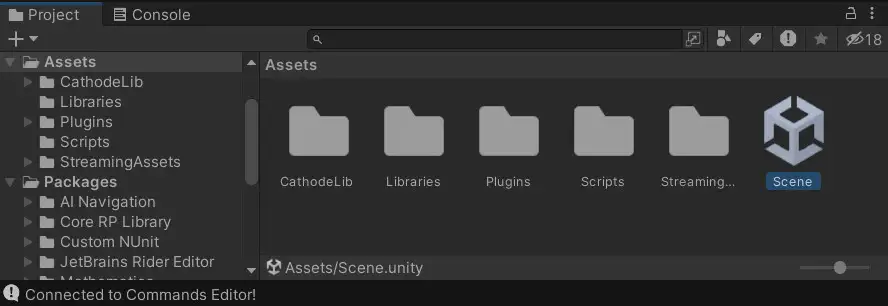 Project Console
18
Assets
CathodeLib
Libraries
Plugins
Scripts
StreamingAssets
Packages
AI Navigation
Core RP Library
Custom NUnit
JetBrains Rider Editor
Mathematics
Assets
CathodeLib Libraries Plugins Scripts Streaming... Scene
Assets/Scene.unity
Connected to Commands Editor!